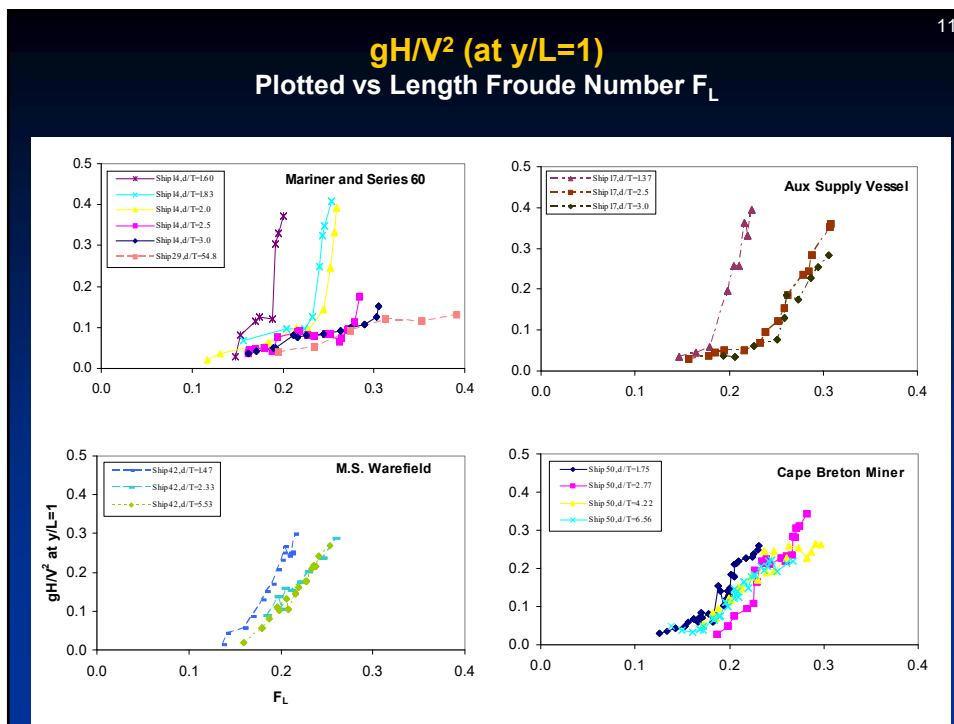 11
gH/V² (at y/L=1)
Plotted vs Length Froude Number F_L
Mariner and Series 60
Ship14,d/T=1.60
Ship14,d/T=1.83
Ship14,d/T=2.0
Ship14,d/T=2.5
Ship14,d/T=3.0
Ship29,d/T=54.8
0.5
0.4
0.3
0.2
0.1
0.0
0.0 0.1 0.2 0.3 0.4
Aux Supply Vessel
Ship17,d/T=1.37
Ship17,d/T=2.5
Ship17,d/T=3.0
0.5
0.4
0.3
0.2
0.1
0.0
0.0 0.1 0.2 0.3 0.4
M.S. Warefield
Ship42,d/T=1.47
Ship42,d/T=2.33
Ship42,d/T=5.53
gH/V² at y/L=1
0.5
0.4
0.3
0.2
0.1
0.0
0.0 0.1 0.2 0.3 0.4
F_L
Cape Breton Miner
Ship50,d/T=1.75
Ship50,d/T=2.77
Ship50,d/T=4.22
Ship50,d/T=6.56
0.5
0.4
0.3
0.2
0.1
0.0
0.0 0.1 0.2 0.3 0.4